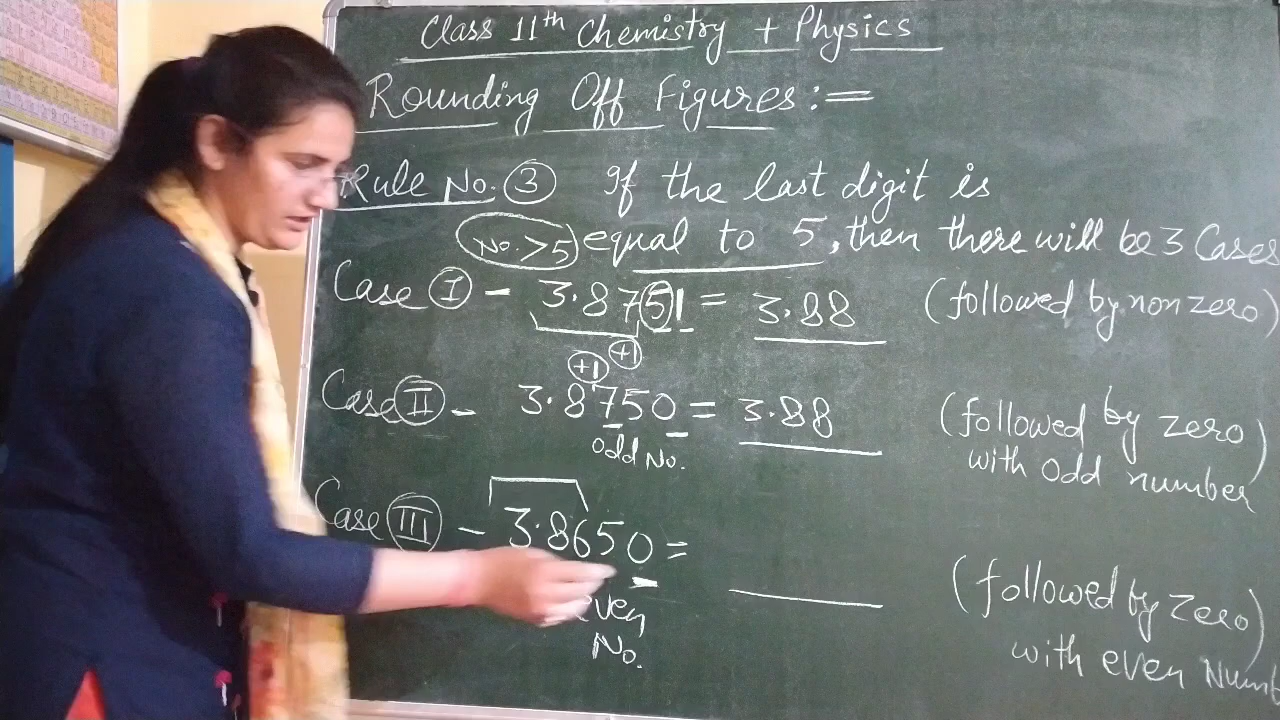 Class 11th Chemistry + Physics
Rounding Off Figures :=
Rule No. 3 If the last digit is
No. > 5 equal to 5, then there will be 3 Cases
Case I - 3.8751 = 3.88 (followed by non zero)
+1 +1
Case II - 3.8750 = 3.88 (followed by zero)
odd No. with odd number
Case III - 3.8650 = (followed by zero)
even with even Numb
No.